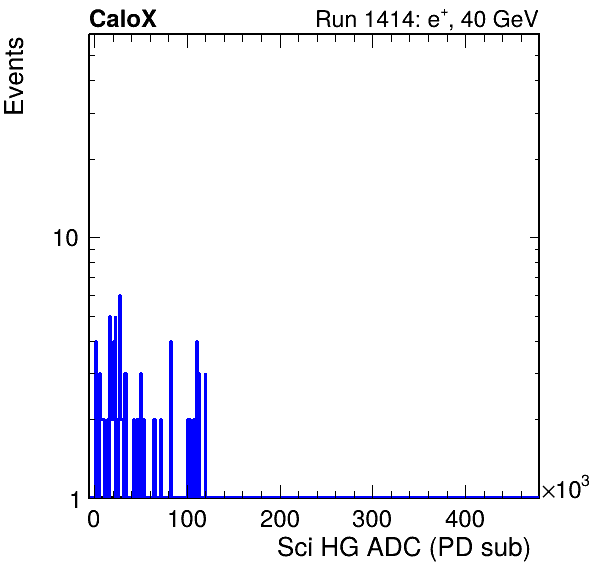 CaloX Run 1414: e⁺, 40 GeV
Events
10
1
0 100 200 300 400 ×10³
Sci HG ADC (PD sub)